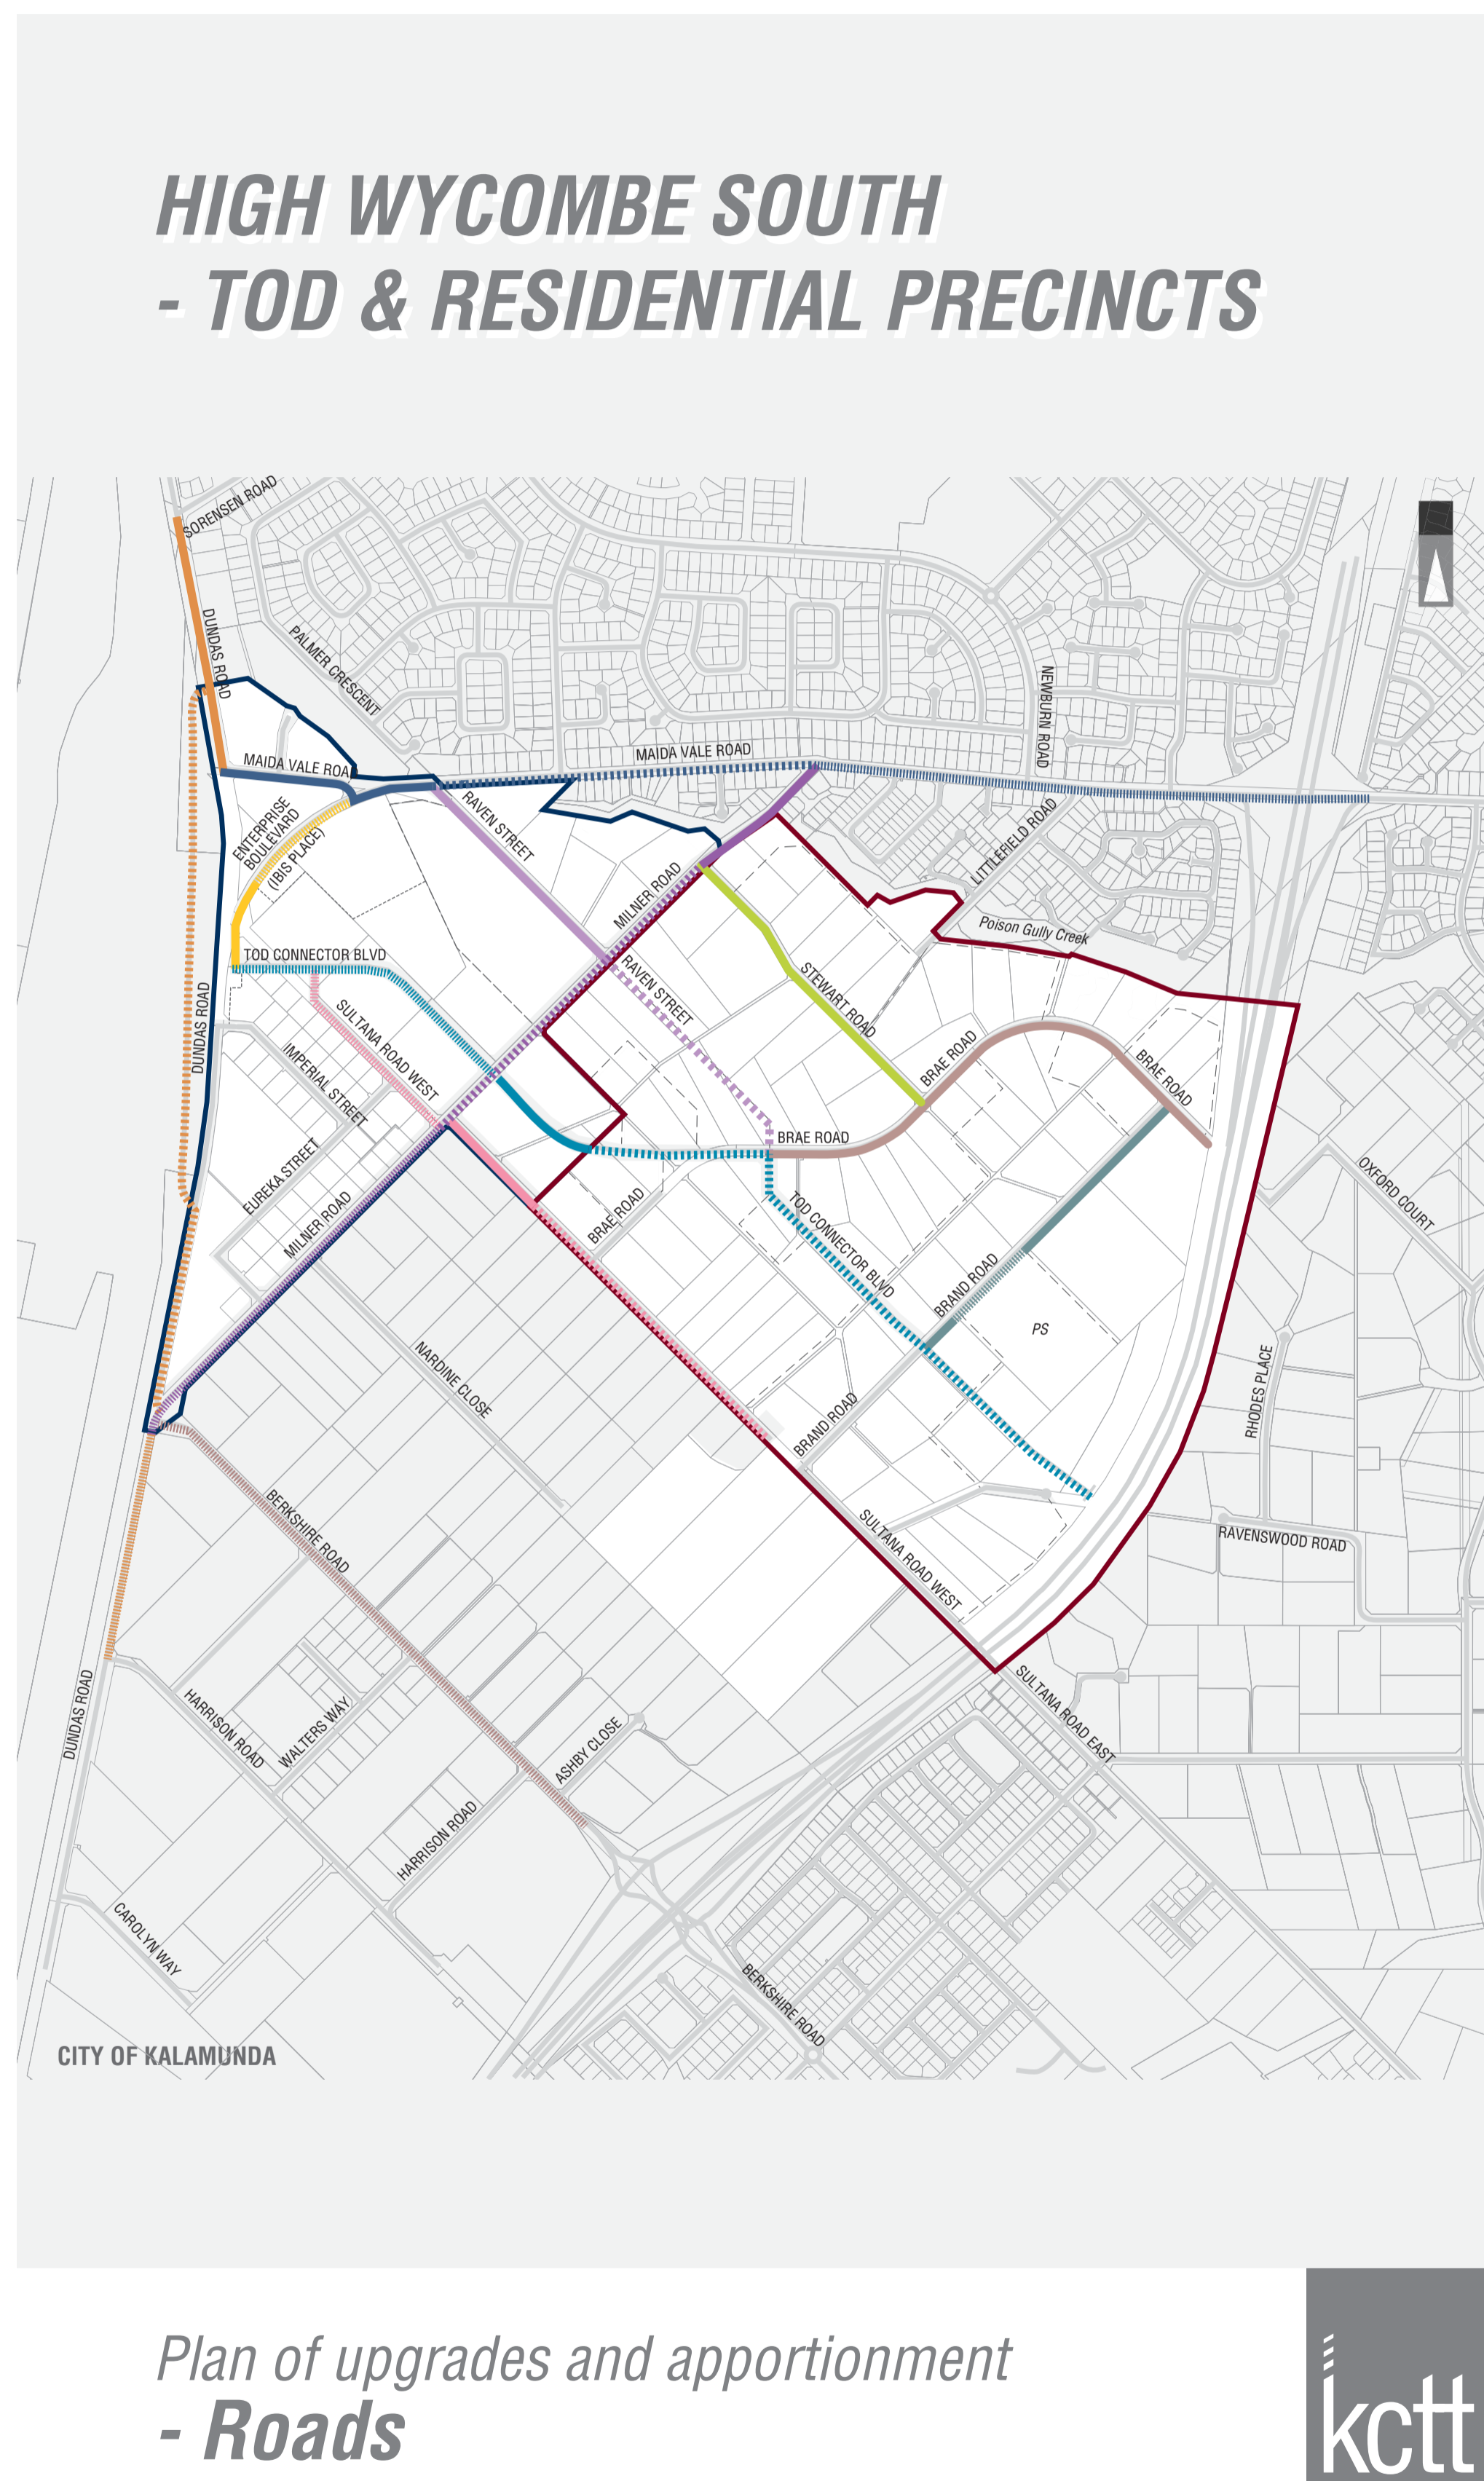 HIGH WYCOMBE SOUTH
- TOD & RESIDENTIAL PRECINCTS
SORENSEN ROAD
DUNDAS ROAD
PALMER CRESCENT
NEWBURN ROAD
MAIDA VALE ROAD
MAIDA VALE ROAD
ENTERPRISE
BOULEVARD
(IBIS PLACE)
RAVEN STREET
LITTLEFIELD ROAD
MILNER ROAD
Poison Gully Creek
TOD CONNECTOR BLVD
RAVEN STREET
STEWART ROAD
DUNDAS ROAD
SULTANA ROAD WEST
IMPERIAL STREET
BRAE ROAD
BRAE ROAD
BRAE ROAD
EUREKA STREET
MILNER ROAD
BRAE ROAD
TOD CONNECTOR BLVD
OXFORD COURT
BRAND ROAD
PS
NARDINE CLOSE
RHODES PLACE
BRAND ROAD
BERKSHIRE ROAD
SULTANA ROAD WEST
RAVENSWOOD ROAD
DUNDAS ROAD
HARRISON ROAD
WALTERS WAY
ASHBY CLOSE
SULTANA ROAD EAST
HARRISON ROAD
CAROLYN WAY
BERKSHIRE ROAD
CITY OF KALAMUNDA
Plan of upgrades and apportionment
- Roads
kctt